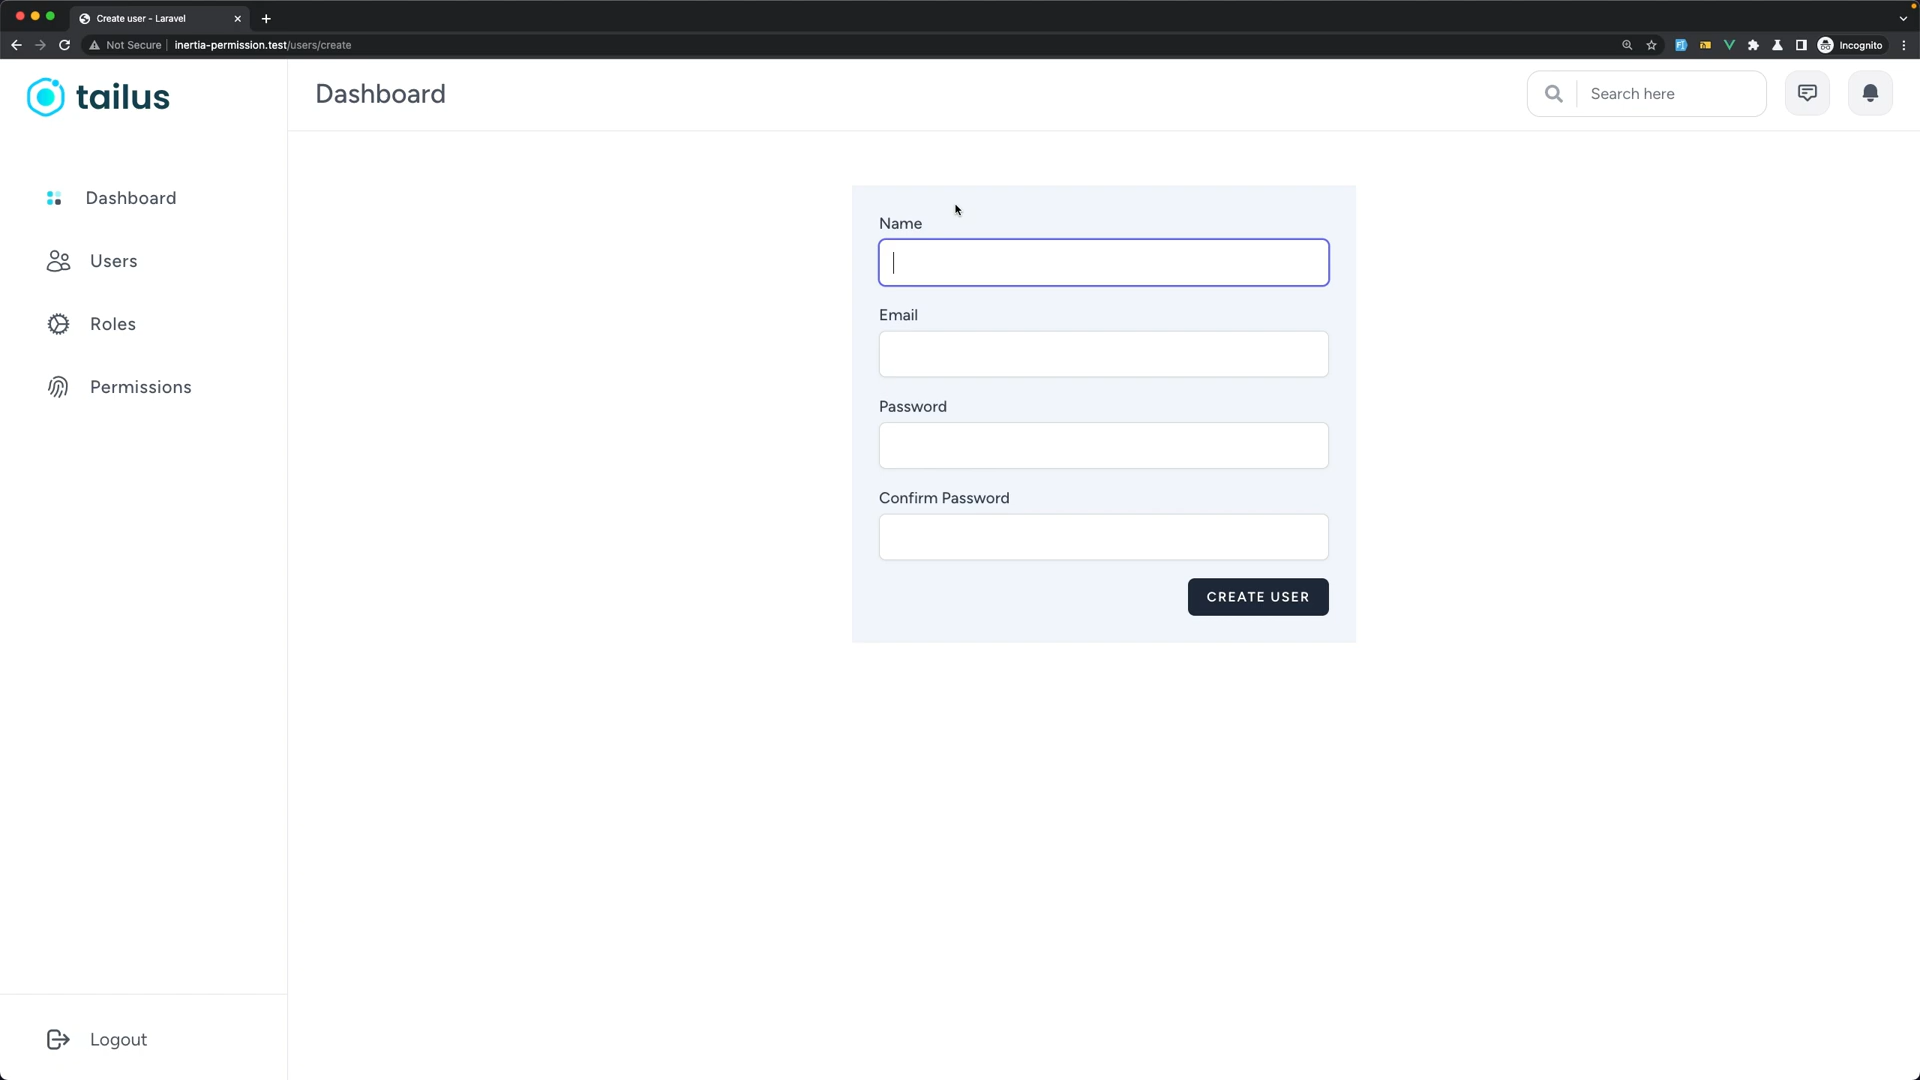 Create user - Laravel
Not Secure
inertia-permission.test/users/create
Incognito
tailus
Dashboard
Search here
Dashboard
Users
Roles
Permissions
Logout
Name
Email
Password
Confirm Password
CREATE USER